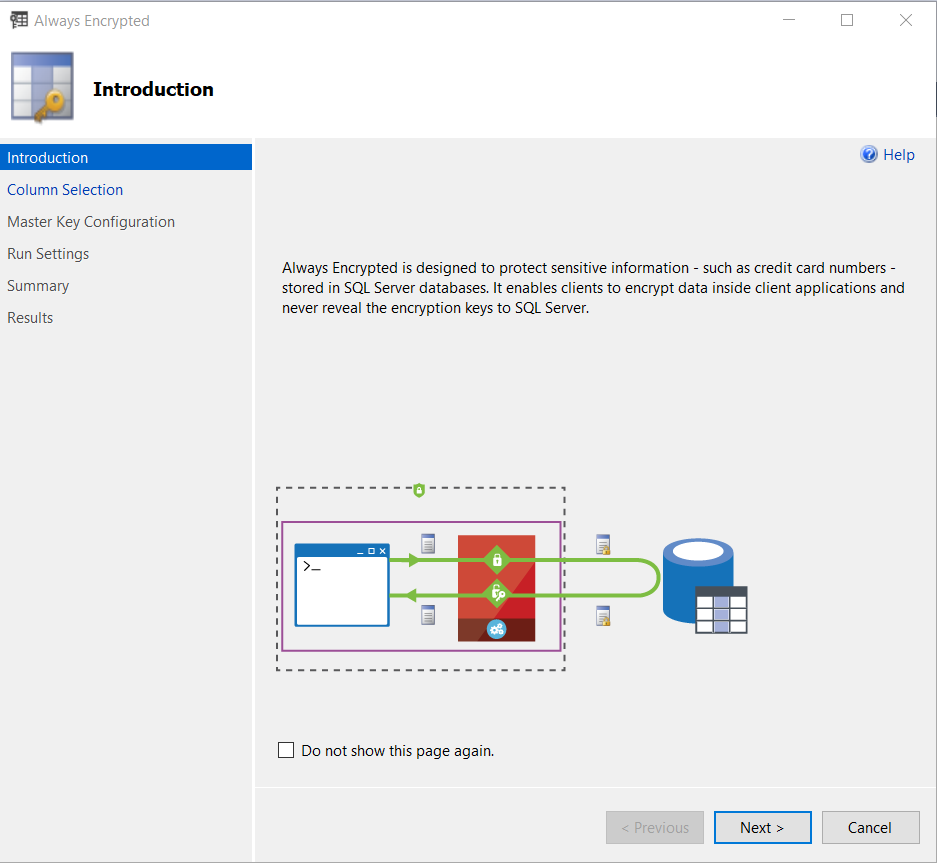 Always Encrypted
Introduction
Introduction
Column Selection
Master Key Configuration
Run Settings
Summary
Results
Help
Always Encrypted is designed to protect sensitive information - such as credit card numbers -
stored in SQL Server databases. It enables clients to encrypt data inside client applications and
never reveal the encryption keys to SQL Server.
>_
Do not show this page again.
< Previous
Next >
Cancel